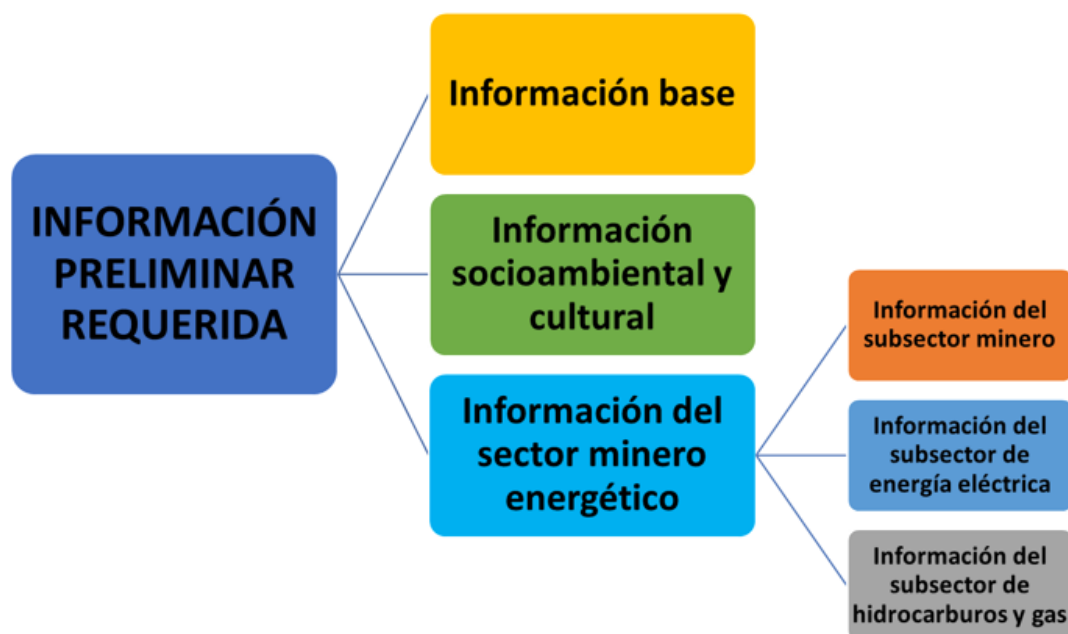 INFORMACIÓN
PRELIMINAR
REQUERIDA
Información base
Información
socioambiental y
cultural
Información del
sector minero
energético
Información del
subsector minero
Información del
subsector de
energía eléctrica
Información del
subsector de
hidrocarburos y gas